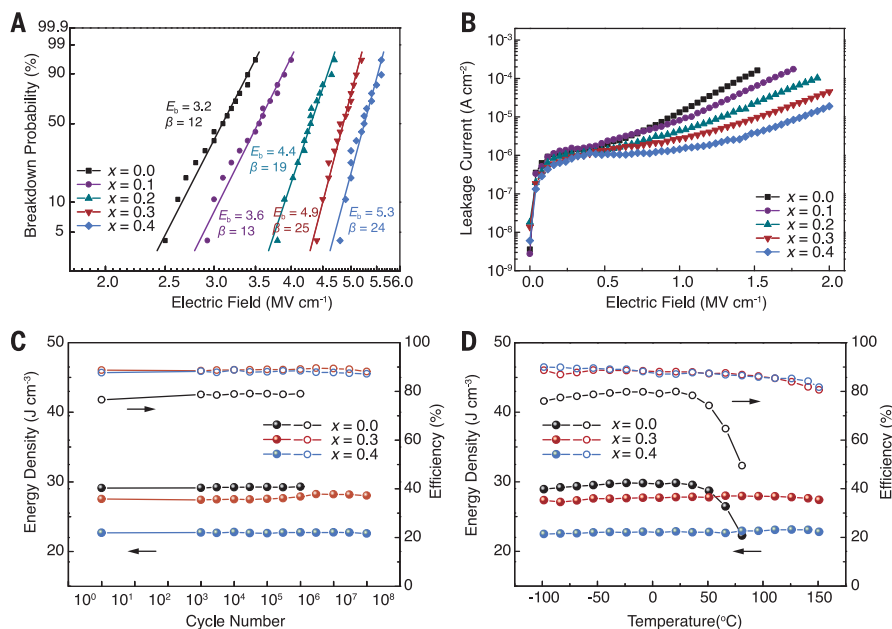 A
99.9
99
90
50
10
5
Breakdown Probability (%)
E_b = 3.2
β = 12
E_b = 4.4
β = 19
E_b = 3.6
β = 13
E_b = 4.9
β = 25
E_b = 5.3
β = 24
x = 0.0
x = 0.1
x = 0.2
x = 0.3
x = 0.4
2.0 2.5 3.0 3.5 4.0 4.5 5.0 5.5 6.0
Electric Field (MV cm⁻¹)
B
10⁻³
10⁻⁴
10⁻⁵
10⁻⁶
10⁻⁷
10⁻⁸
10⁻⁹
Leakage Current (A cm⁻²)
x = 0.0
x = 0.1
x = 0.2
x = 0.3
x = 0.4
0.0 0.5 1.0 1.5 2.0
Electric Field (MV cm⁻¹)
C
50
45
40
35
30
25
20
Energy Density (J cm⁻³)
100
80
60
40
20
0
Efficiency (%)
x = 0.0
x = 0.3
x = 0.4
10⁰ 10¹ 10² 10³ 10⁴ 10⁵ 10⁶ 10⁷ 10⁸
Cycle Number
D
50
45
40
35
30
25
20
Energy Density (J cm⁻³)
100
80
60
40
20
0
Efficiency (%)
x = 0.0
x = 0.3
x = 0.4
-100 -50 0 50 100 150
Temperature(°C)